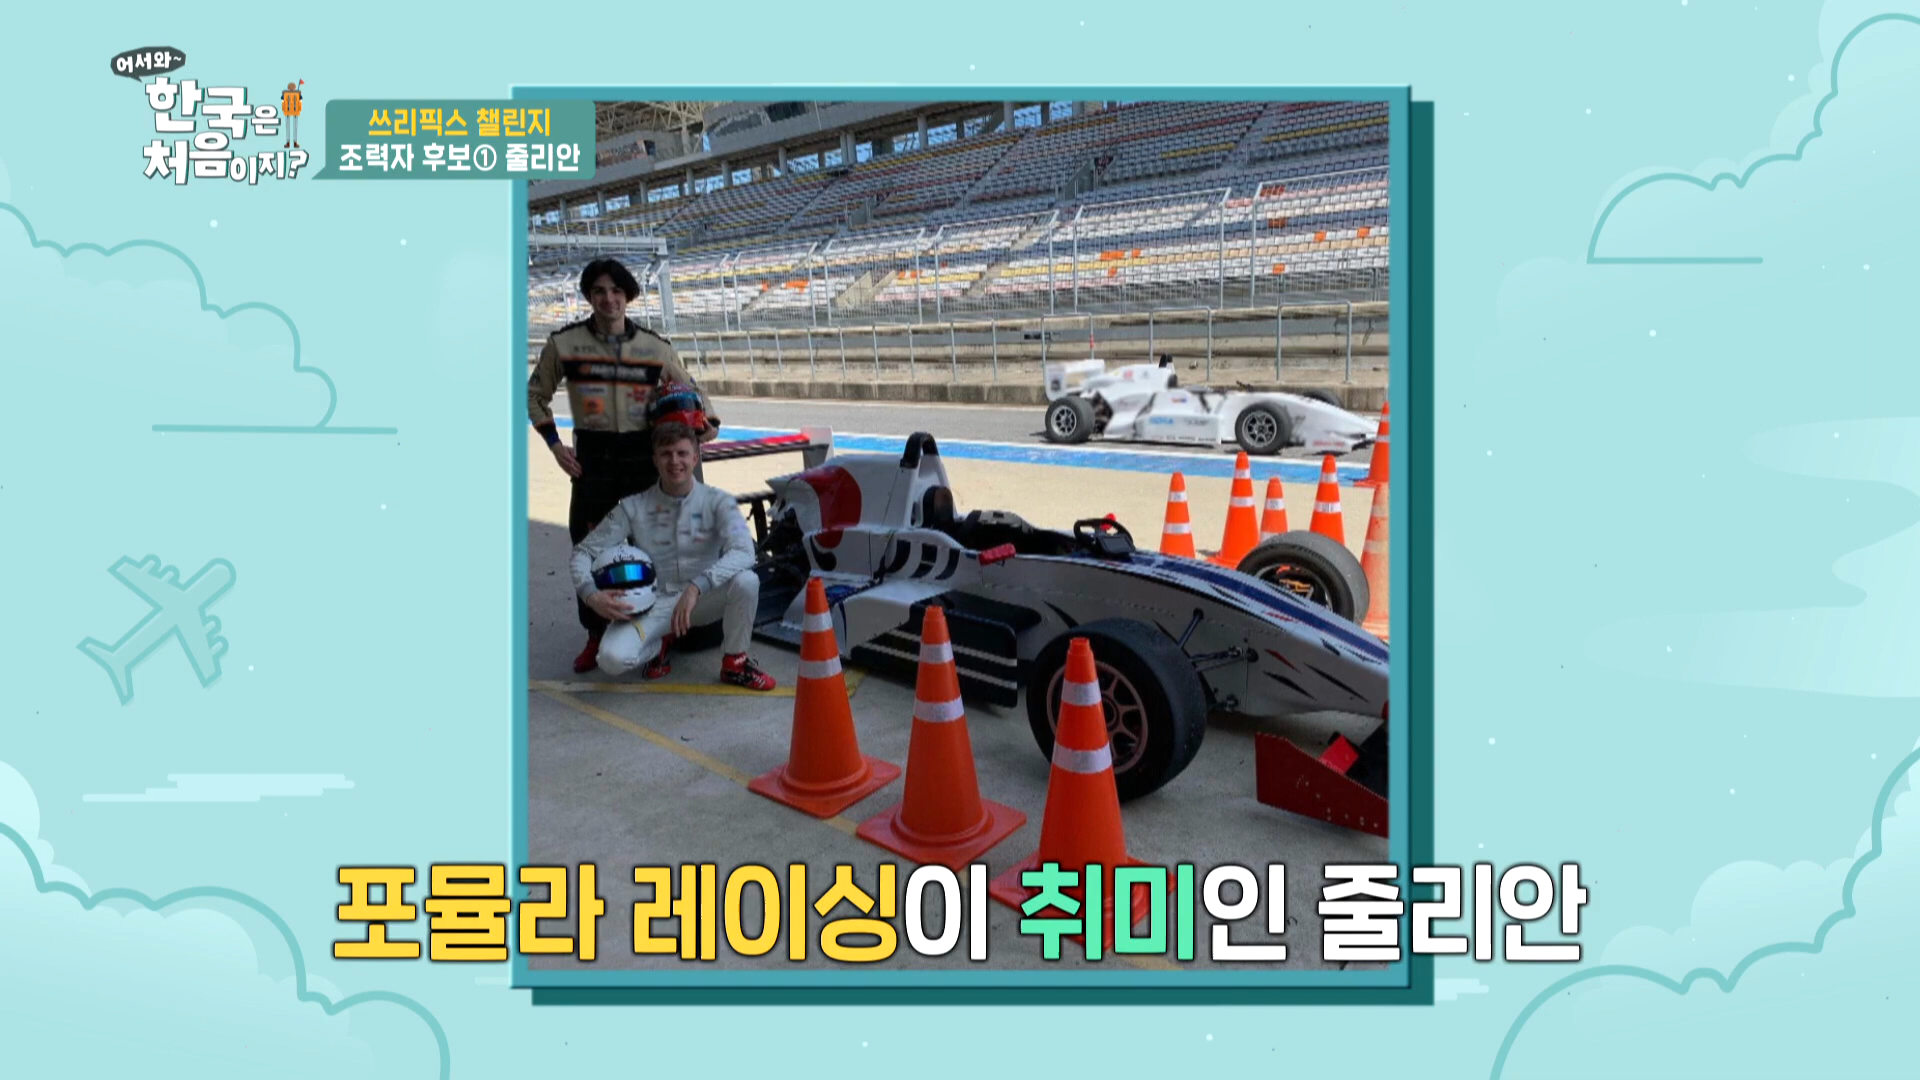 어서와~
한국은
처음이지?
쓰리픽스 챌린지
조력자 후보① 줄리안
포뮬라 레이싱이 취미인 줄리안